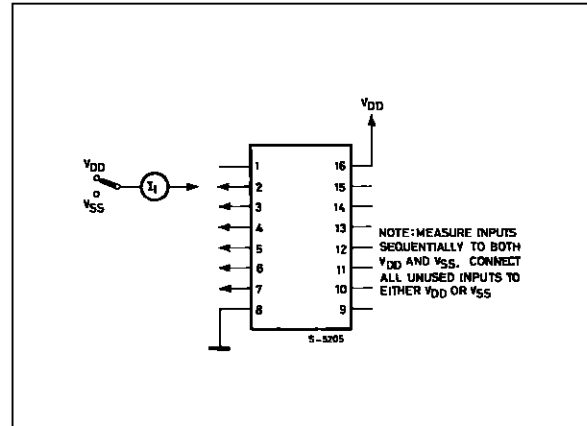 VDD
VDD
VSS
I1
1 16
2 15
3 14
4 13
5 12
6 11
7 10
8 9
NOTE:MEASURE INPUTS
SEQUENTIALLY TO BOTH
VDD AND VSS. CONNECT
ALL UNUSED INPUTS TO
EITHER VDD OR VSS
S-5205